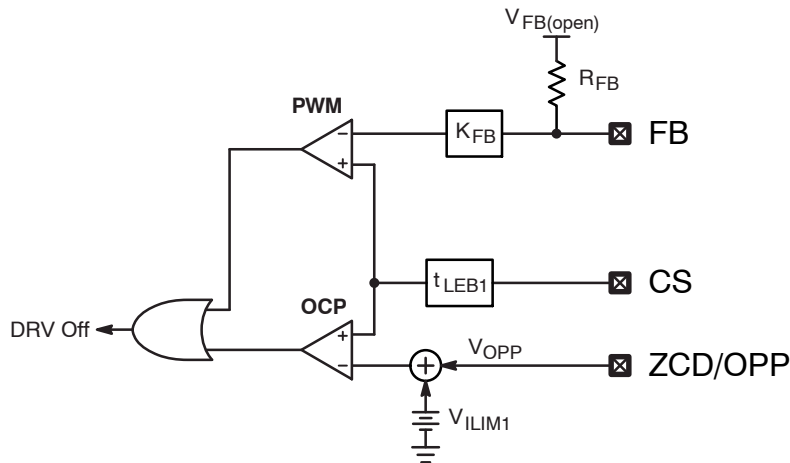 VFB(open)
RFB
PWM
KFB
FB
tLEB1
CS
OCP
DRV Off
VOPP
ZCD/OPP
VILIM1